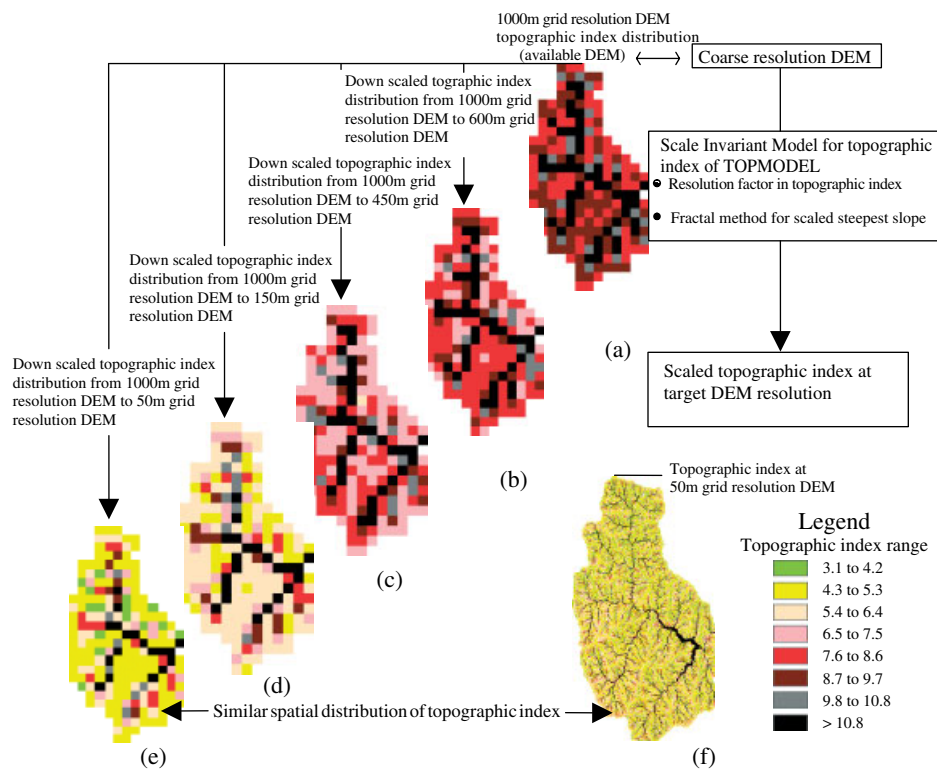 1000m grid resolution DEM
topographic index distribution
(available DEM)
Coarse resolution DEM
Down scaled tographic index
distribution from 1000m grid
resolution DEM to 600m grid
resolution DEM
Scale Invariant Model for topographic
index of TOPMODEL
Resolution factor in topographic index
Fractal method for scaled steepest slope
Down scaled topographic index
distribution from 1000m grid
resolution DEM to 450m grid
resolution DEM
Down scaled topographic index
distribution from 1000m grid
resolution DEM to 150m grid
resolution DEM
(a)
Scaled topographic index at
target DEM resolution
Down scaled topographic index
distribution from 1000m grid
resolution DEM to 50m grid
resolution DEM
(b)
Topographic index at
50m grid resolution DEM
Legend
Topographic index range
3.1 to 4.2
4.3 to 5.3
5.4 to 6.4
6.5 to 7.5
7.6 to 8.6
8.7 to 9.7
9.8 to 10.8
> 10.8
(c)
(d)
Similar spatial distribution of topographic index
(e)
(f)